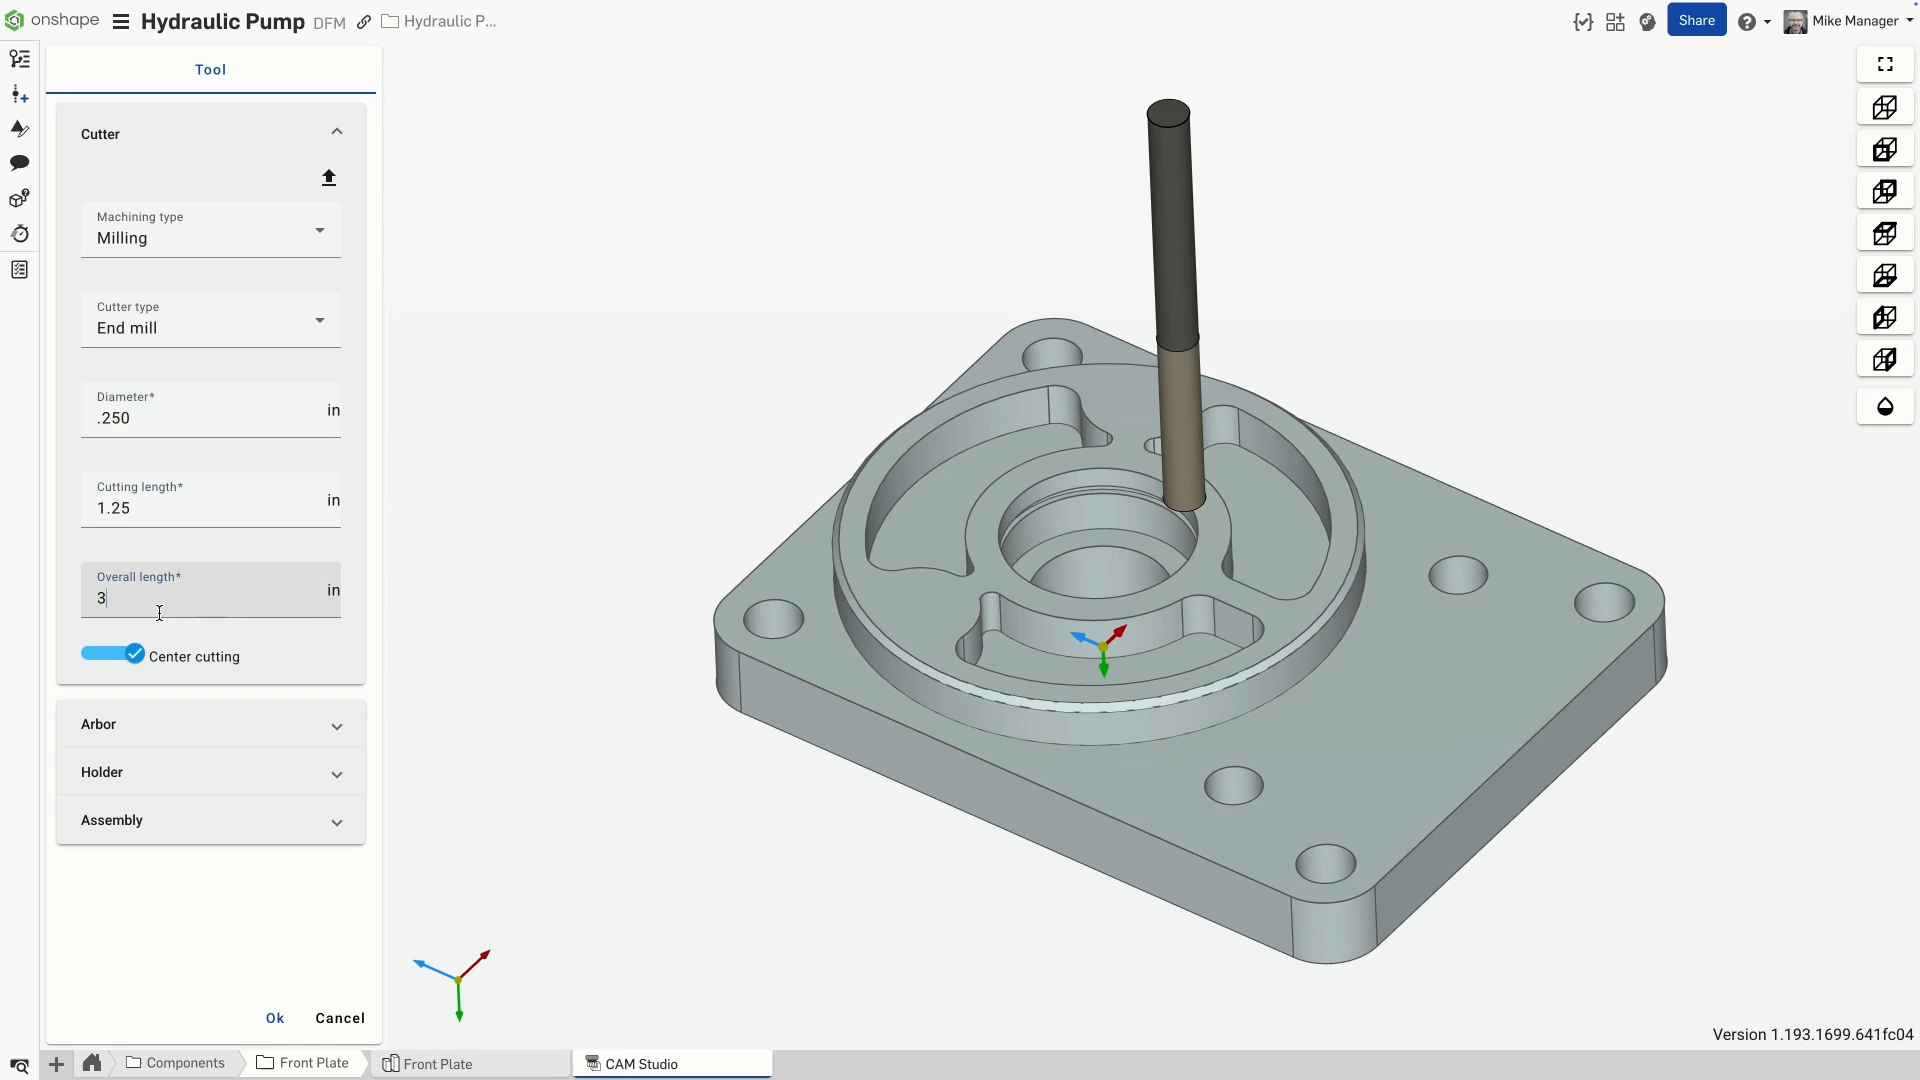 onshape
Hydraulic Pump DFM
Hydraulic P...
Share
Mike Manager
Tool
Cutter
Machining type
Milling
Cutter type
End mill
Diameter*
.250 in
Cutting length*
1.25 in
Overall length*
3 in
Center cutting
Arbor
Holder
Assembly
Ok Cancel
Version 1.193.1699.641fc04
Components Front Plate Front Plate CAM Studio